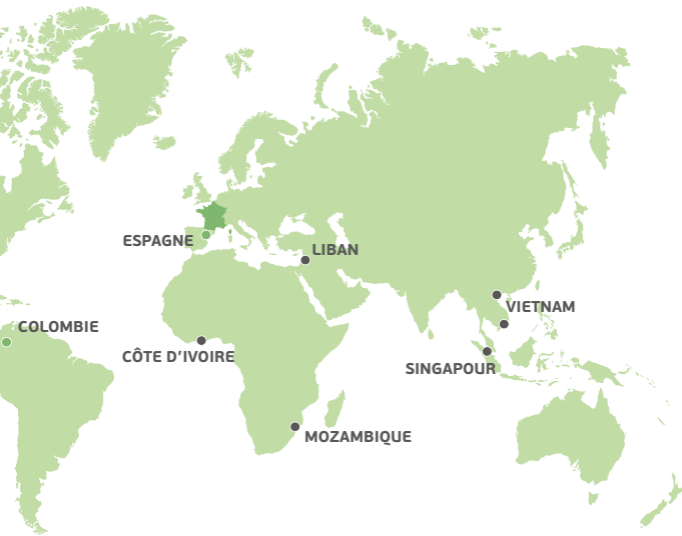 ESPAGNE
LIBAN
VIETNAM
COLOMBIE
CÔTE D'IVOIRE
SINGAPOUR
MOZAMBIQUE